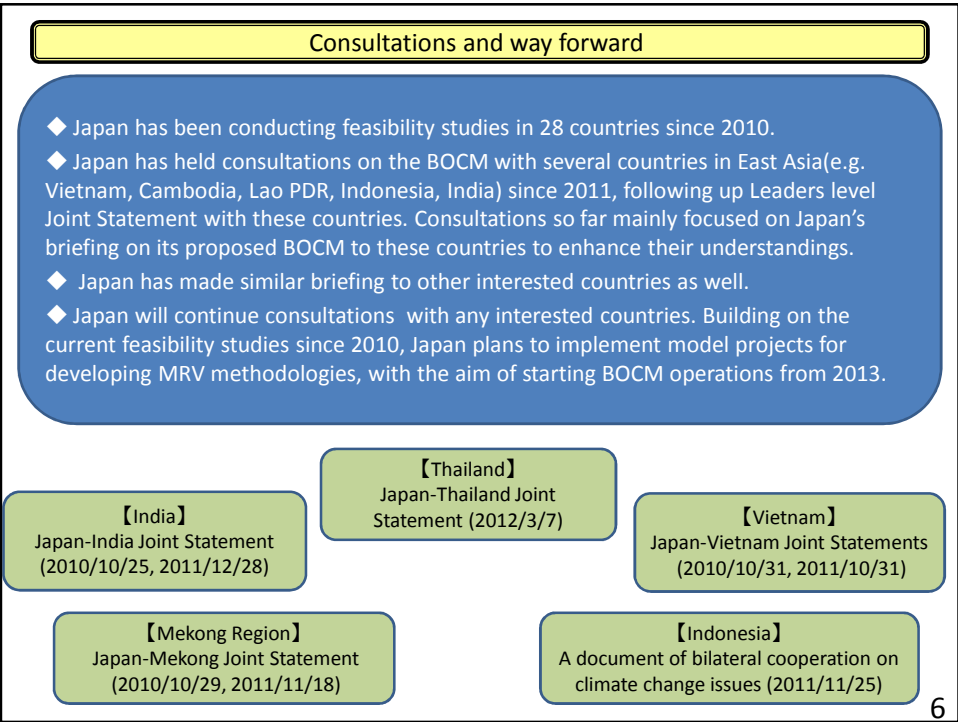 Consultations and way forward
◆ Japan has been conducting feasibility studies in 28 countries since 2010.
◆ Japan has held consultations on the BOCM with several countries in East Asia(e.g.
Vietnam, Cambodia, Lao PDR, Indonesia, India) since 2011, following up Leaders level
Joint Statement with these countries. Consultations so far mainly focused on Japan's
briefing on its proposed BOCM to these countries to enhance their understandings.
◆ Japan has made similar briefing to other interested countries as well.
◆ Japan will continue consultations with any interested countries. Building on the
current feasibility studies since 2010, Japan plans to implement model projects for
developing MRV methodologies, with the aim of starting BOCM operations from 2013.
【Thailand】
Japan-Thailand Joint
Statement (2012/3/7)
【India】
Japan-India Joint Statement
(2010/10/25, 2011/12/28)
【Vietnam】
Japan-Vietnam Joint Statements
(2010/10/31, 2011/10/31)
【Mekong Region】
Japan-Mekong Joint Statement
(2010/10/29, 2011/11/18)
【Indonesia】
A document of bilateral cooperation on
climate change issues (2011/11/25)
6